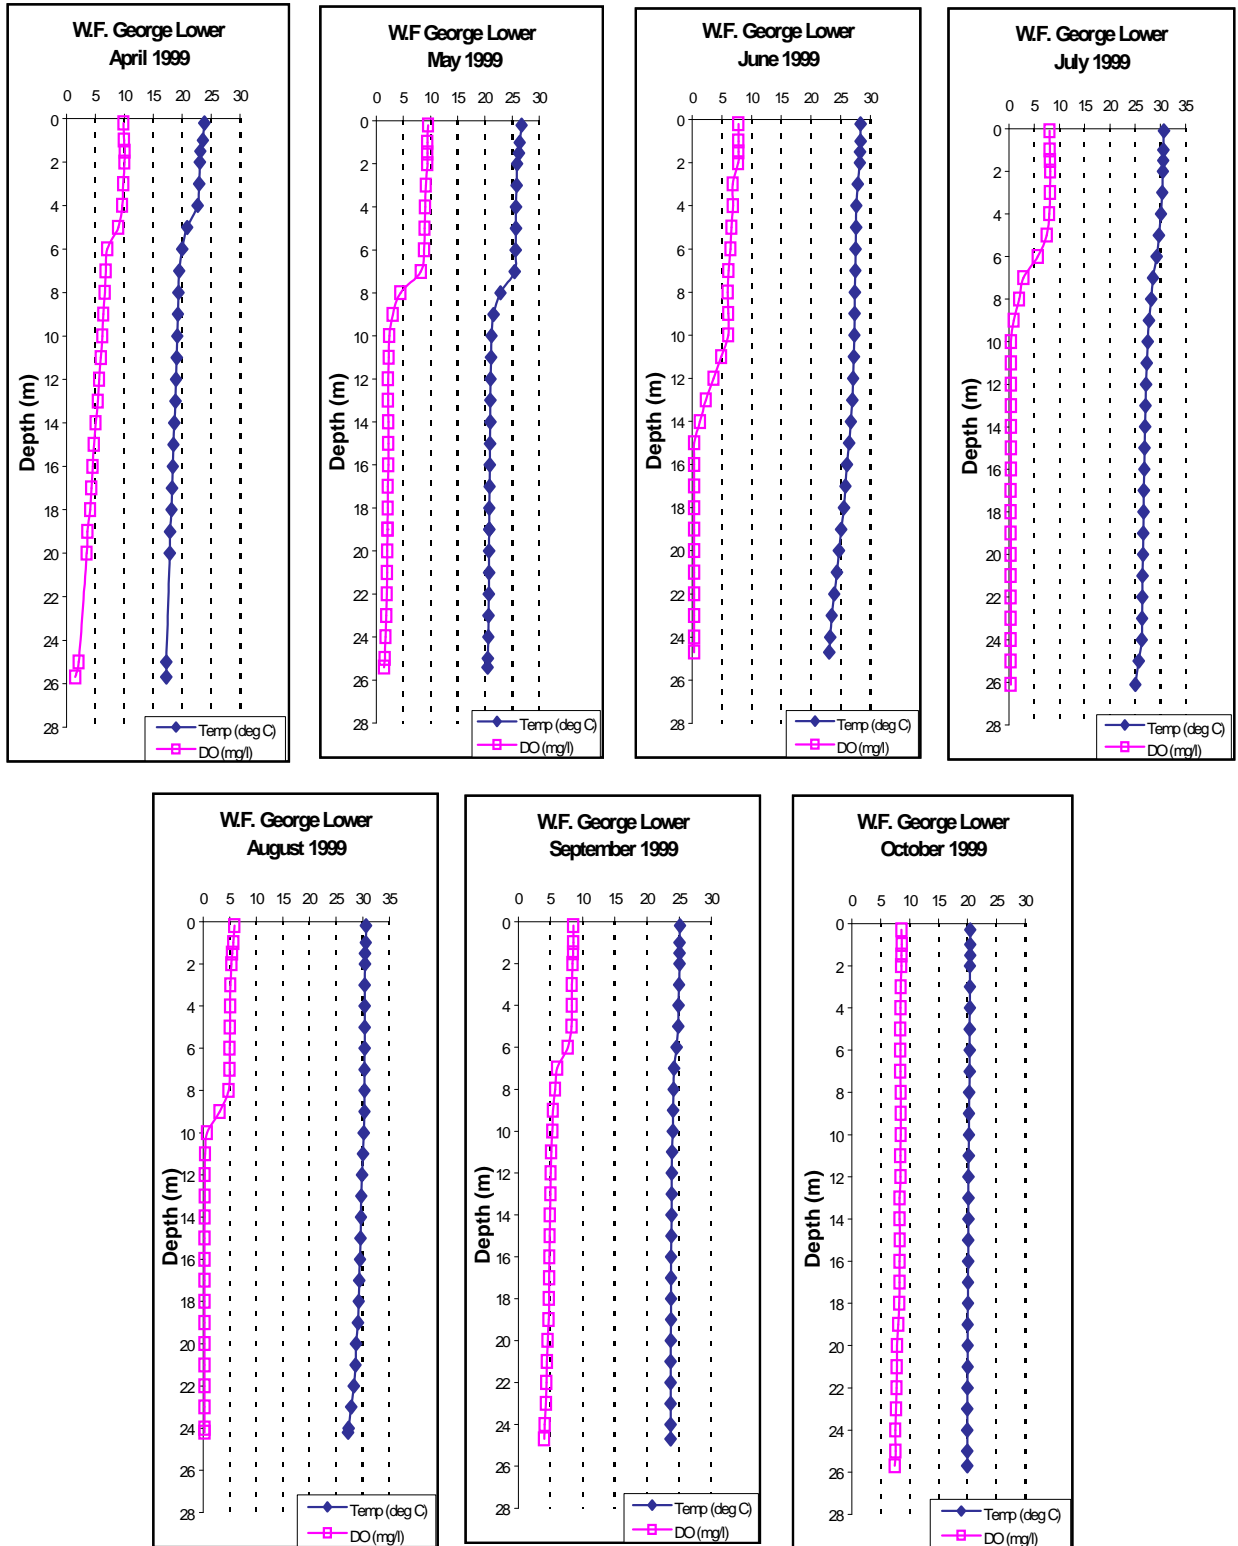 W.F. George Lower
April 1999
0 5 10 15 20 25 30
0
2
4
6
8
10
12
14
16
18
20
22
24
26
28
Depth (m)
Temp (deg C)
DO (mg/l)
W.F George Lower
May 1999
0 5 10 15 20 25 30
0
2
4
6
8
10
12
14
16
18
20
22
24
26
28
Depth (m)
Temp (deg C)
DO (mg/l)
W.F. George Lower
June 1999
0 5 10 15 20 25 30
0
2
4
6
8
10
12
14
16
18
20
22
24
26
28
Depth (m)
Temp (deg C)
DO (mg/l)
W.F. George Lower
July 1999
0 5 10 15 20 25 30 35
0
2
4
6
8
10
12
14
16
18
20
22
24
26
28
Depth (m)
Temp (deg C)
DO (mg/l)
W.F. George Lower
August 1999
0 5 10 15 20 25 30 35
0
2
4
6
8
10
12
14
16
18
20
22
24
26
28
Depth (m)
Temp (deg C)
DO (mg/l)
W.F. George Lower
September 1999
0 5 10 15 20 25 30
0
2
4
6
8
10
12
14
16
18
20
22
24
26
28
Depth (m)
Temp (deg C)
DO (mg/l)
W.F. George Lower
October 1999
0 5 10 15 20 25 30
0
2
4
6
8
10
12
14
16
18
20
22
24
26
28
Depth (m)
Temp (deg C)
DO (mg/l)